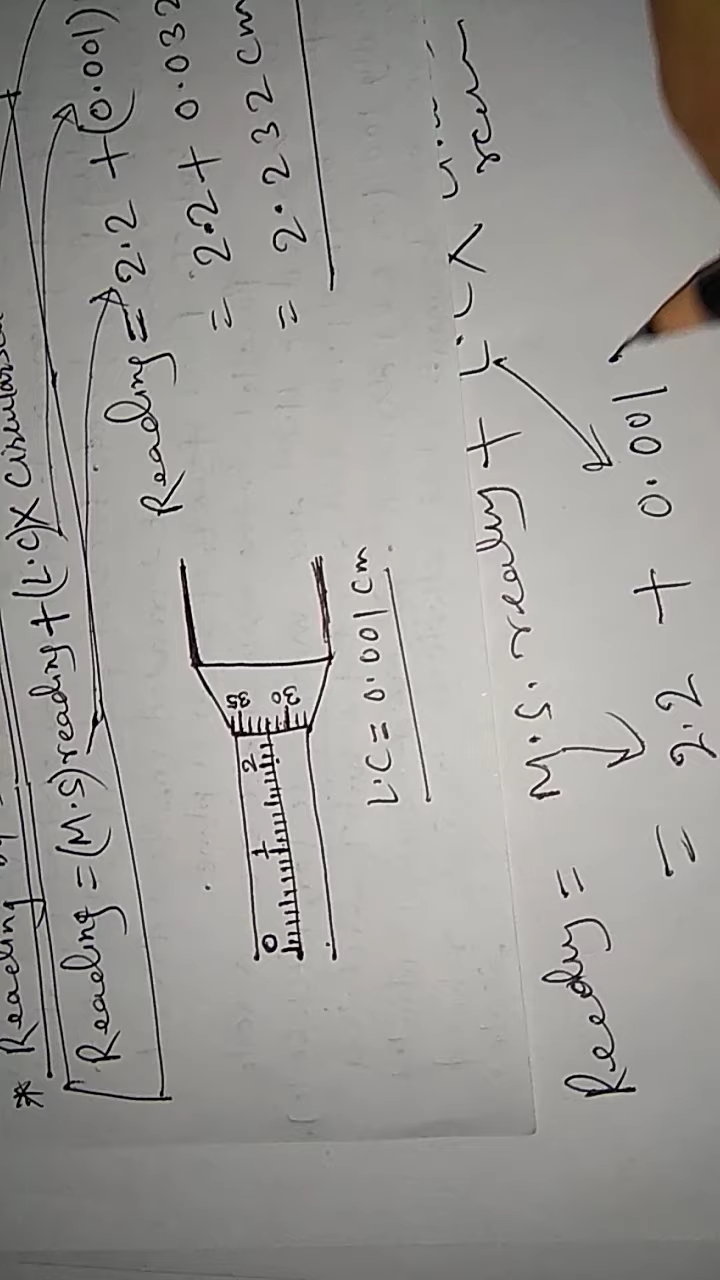 * Reading by
Reading = (M.S) reading + (L.C) X Circular
Reading = 2.2 + (0.001)
= 2.2 + 0.032
= 2.232 cm
0 1 2
35
30
L.C = 0.001 cm
Reading = M.S. reading + L.C X
= 2.2 + 0.001